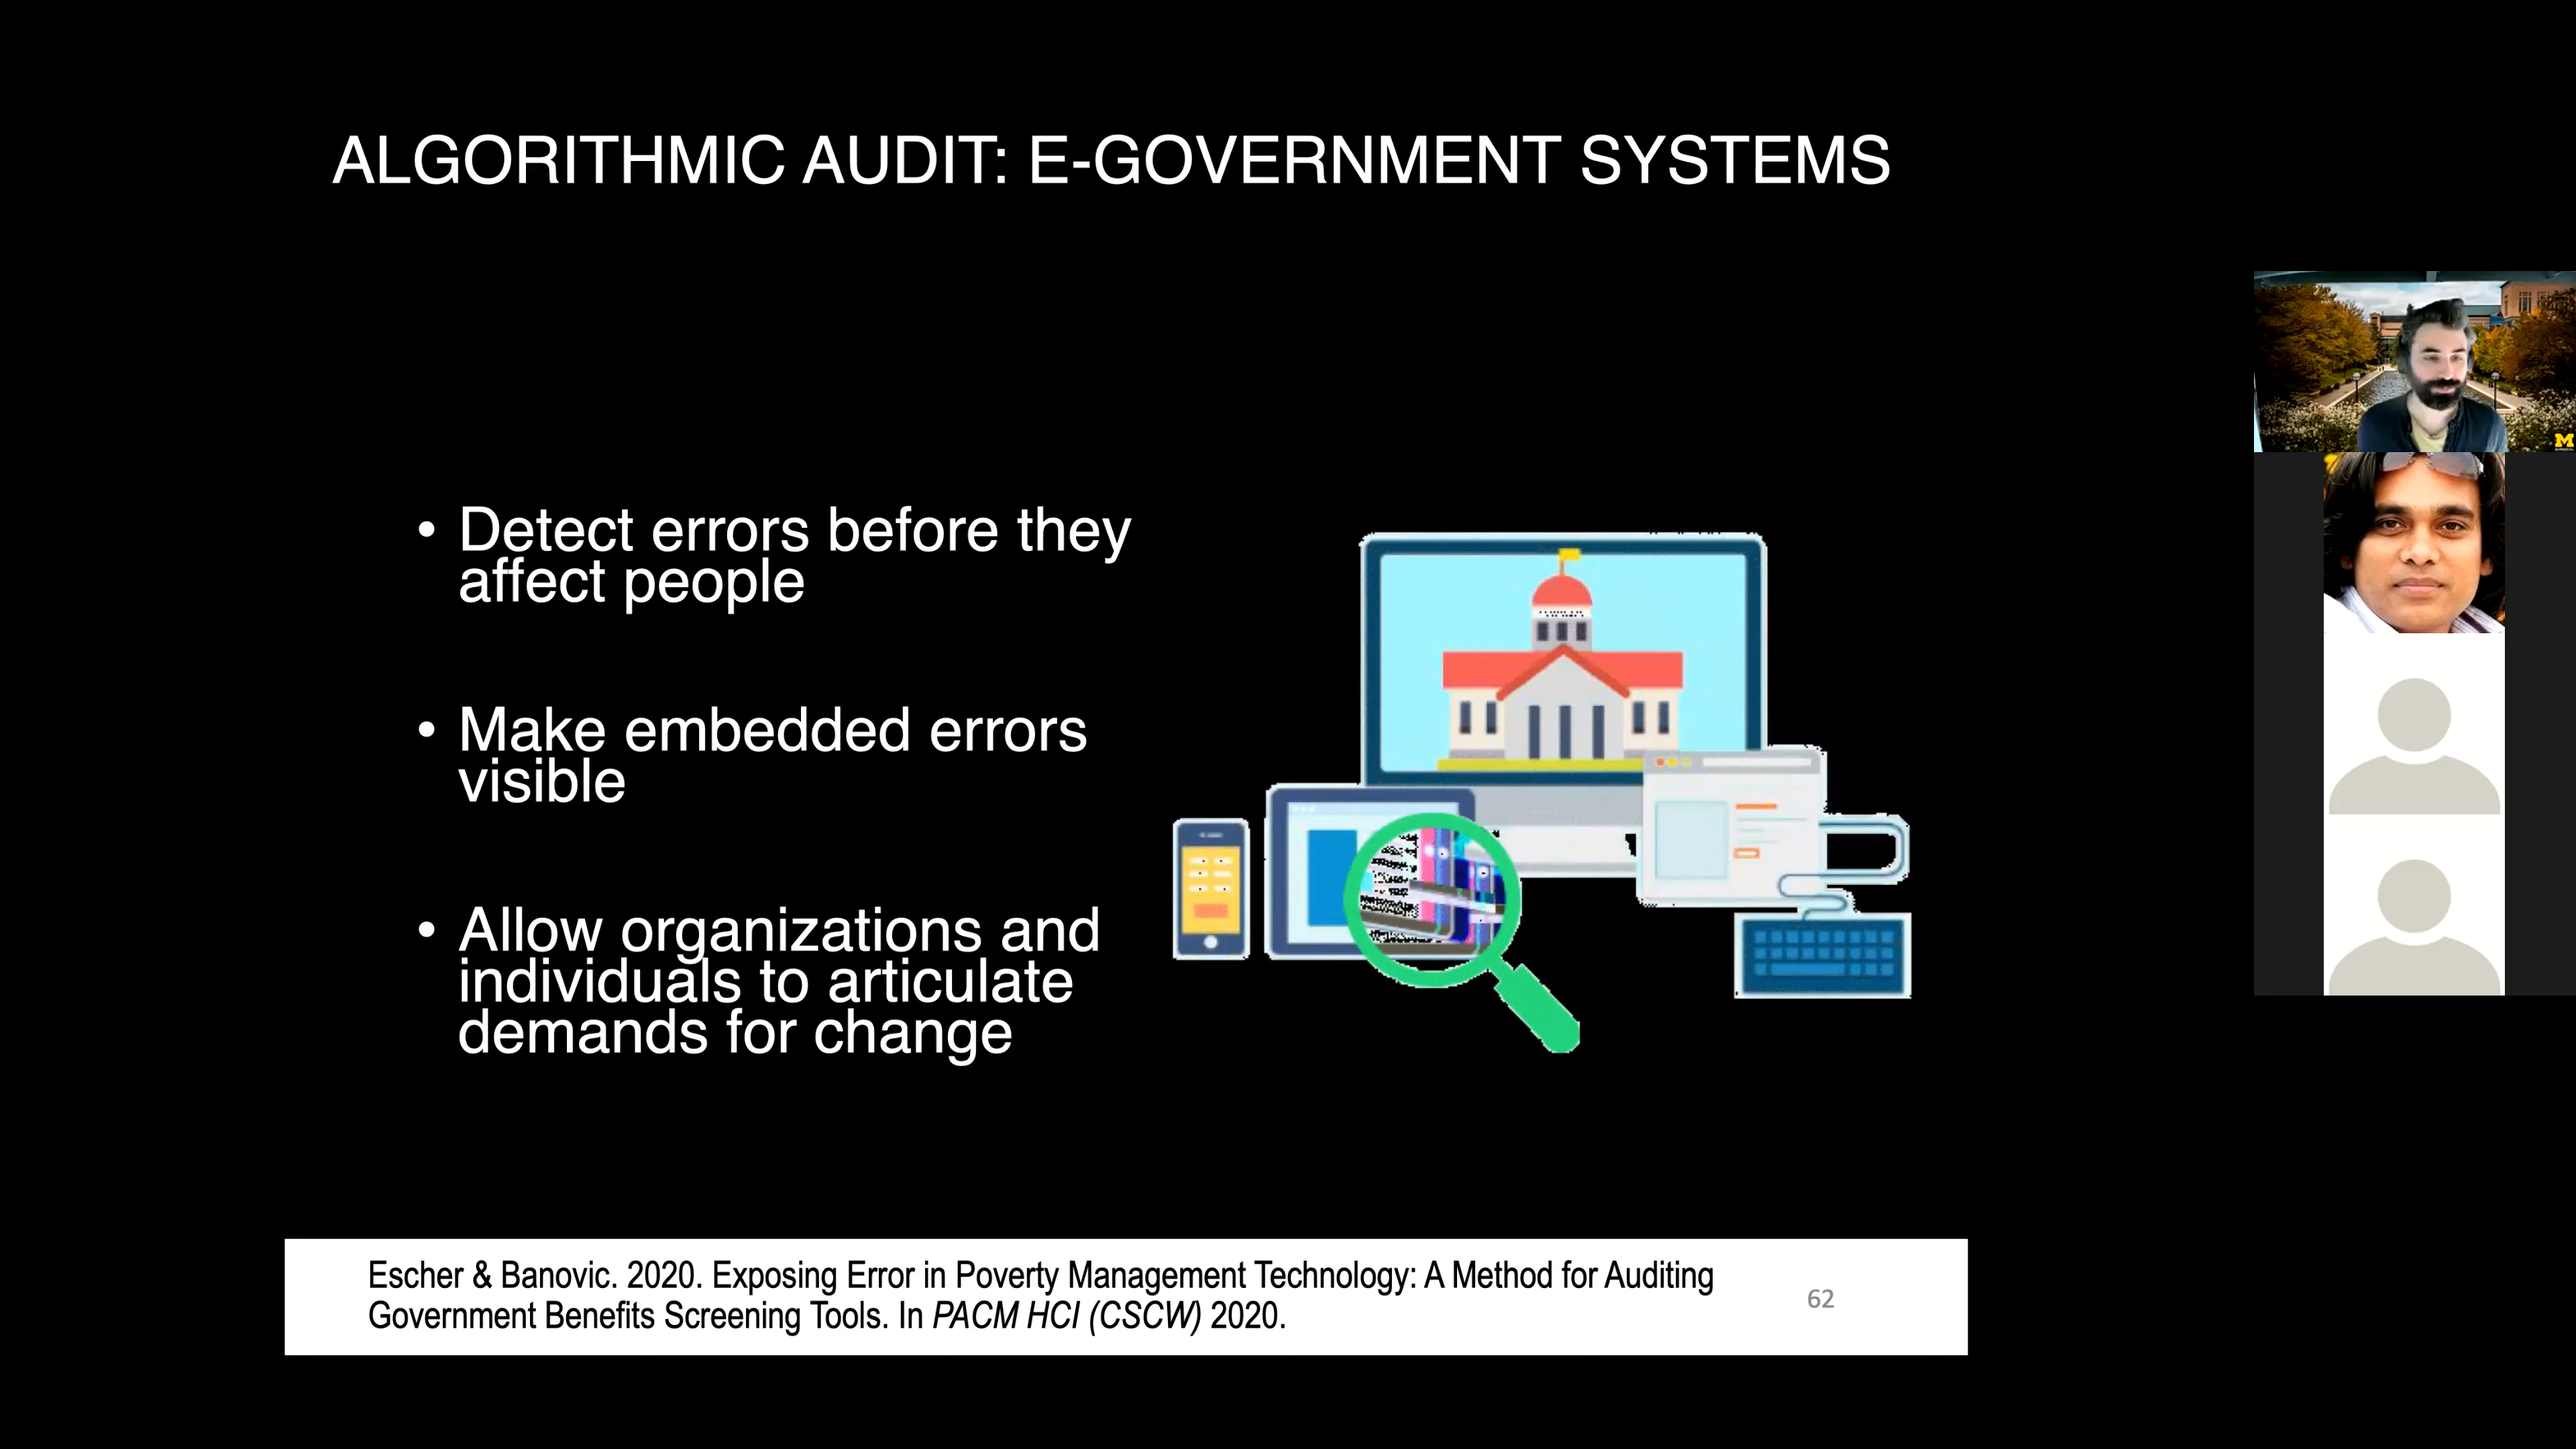 ALGORITHMIC AUDIT: E-GOVERNMENT SYSTEMS
• Detect errors before they
affect people
• Make embedded errors
visible
• Allow organizations and
individuals to articulate
demands for change
M
Escher & Banovic. 2020. Exposing Error in Poverty Management Technology: A Method for Auditing
Government Benefits Screening Tools. In PACM HCI (CSCW) 2020.
62